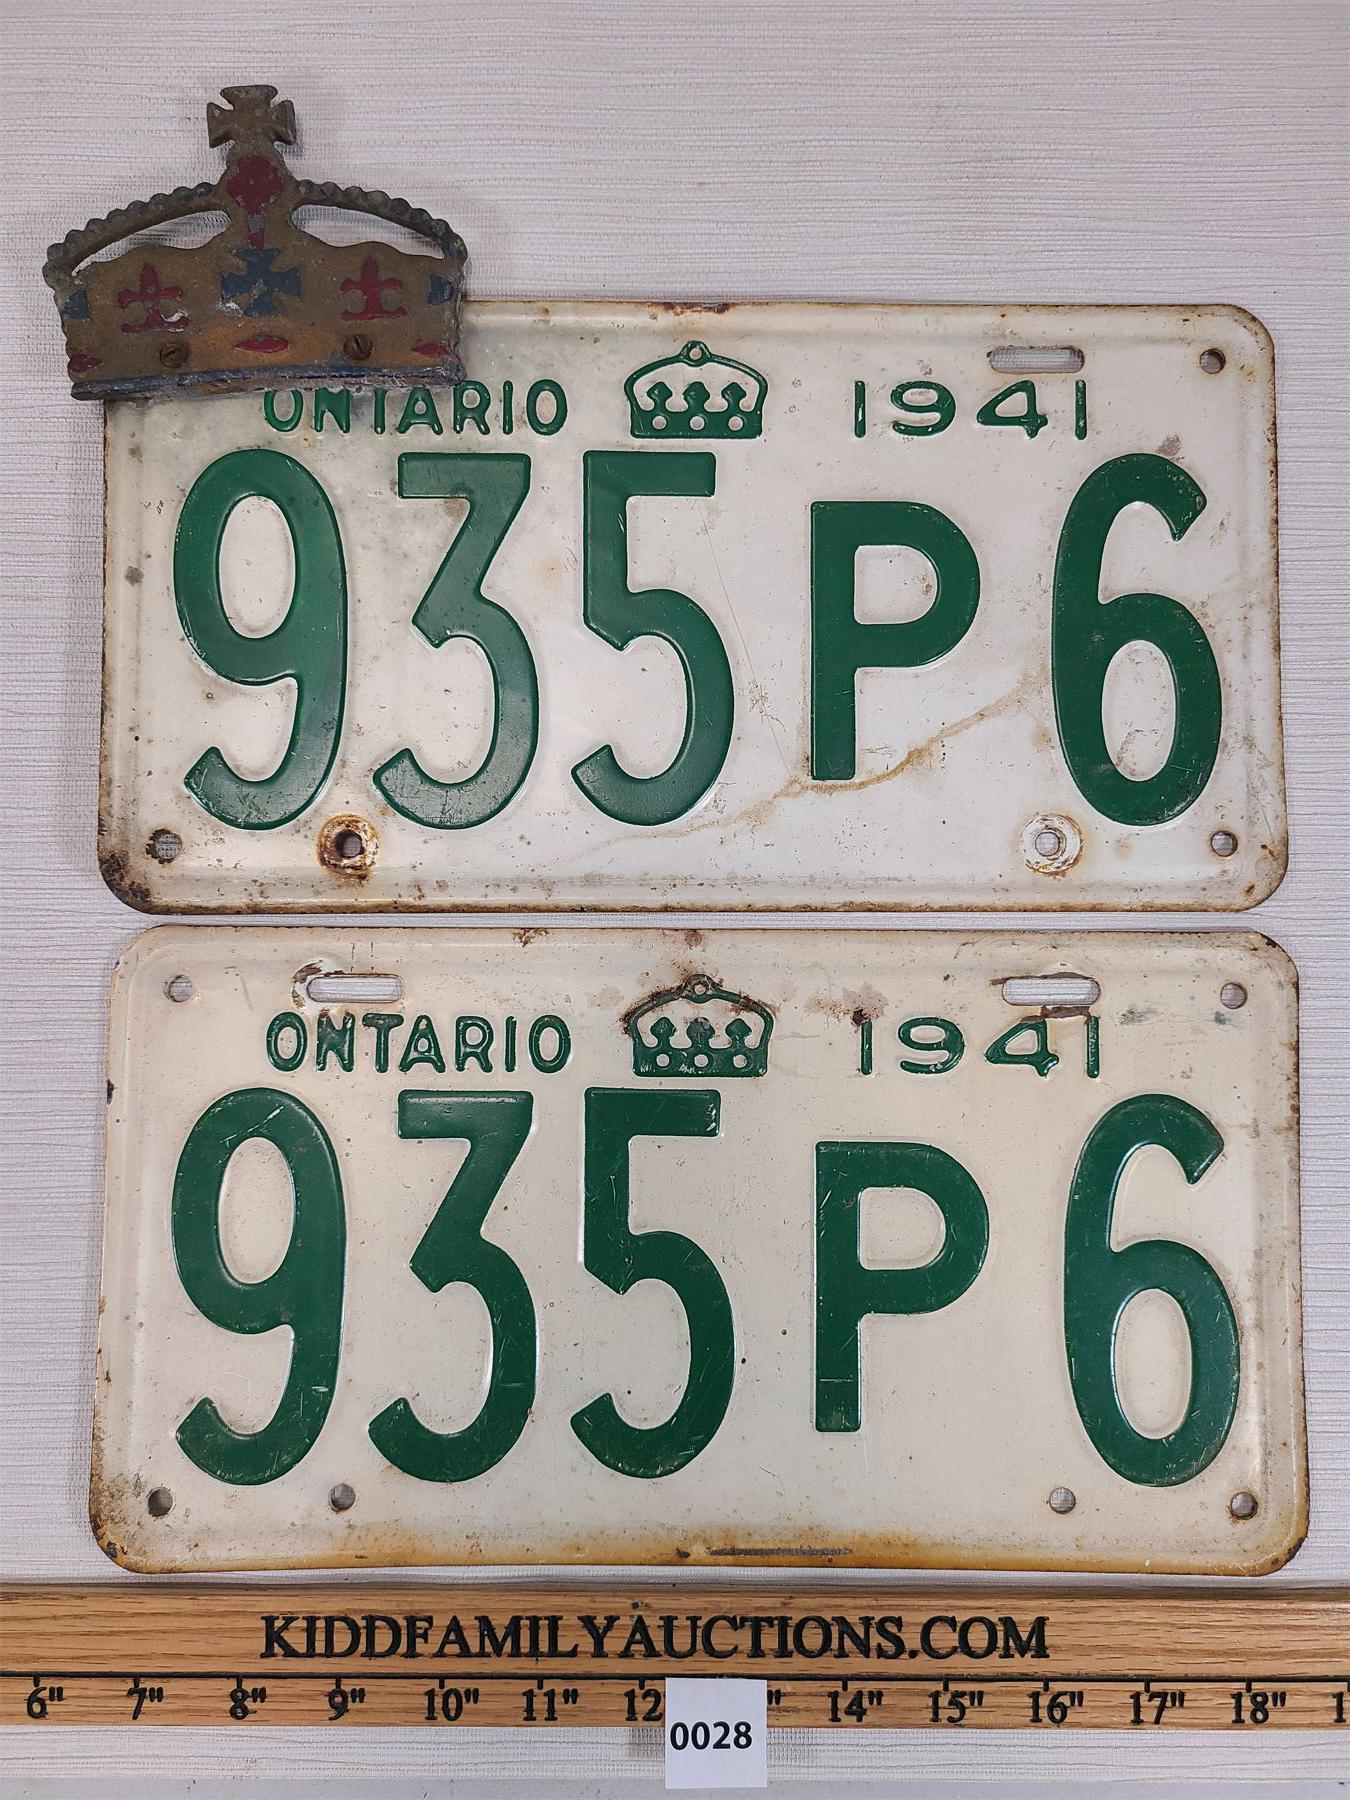 ONTARIO 1941
935P6
ONTARIO 1941
935P6
KIDDFAMILYAUCTIONS.COM
6" 7" 8" 9" 10" 11" 12 " 14" 15" 16" 17" 18" 1
0028